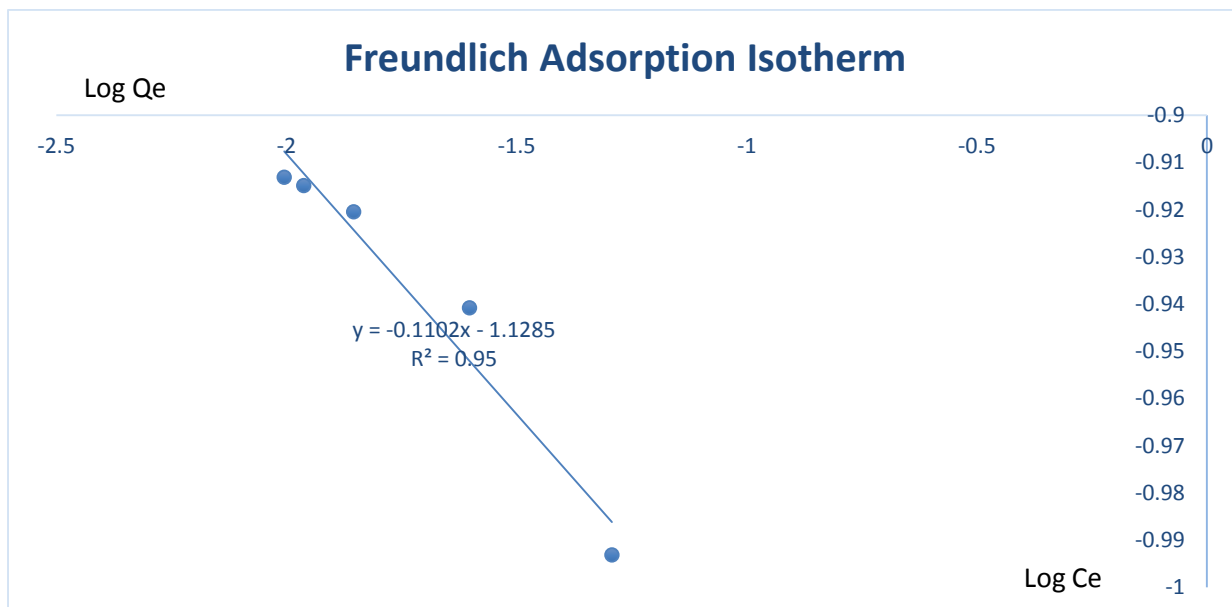 Freundlich Adsorption Isotherm
Log Qe
-2.5 -2 -1.5 -1 -0.5 0
-0.9
-0.91
-0.92
-0.93
-0.94
-0.95
-0.96
-0.97
-0.98
-0.99
-1
y = -0.1102x - 1.1285
R² = 0.95
Log Ce